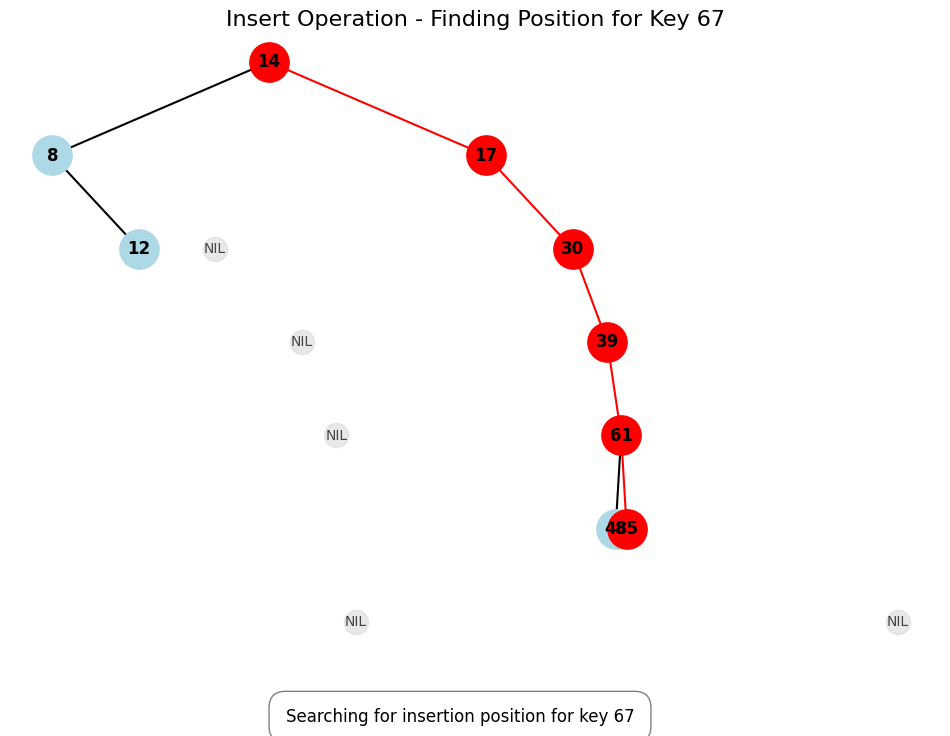 Insert Operation - Finding Position for Key 67
14
8
17
12
NIL
30
NIL
39
NIL
61
85
NIL
NIL
Searching for insertion position for key 67